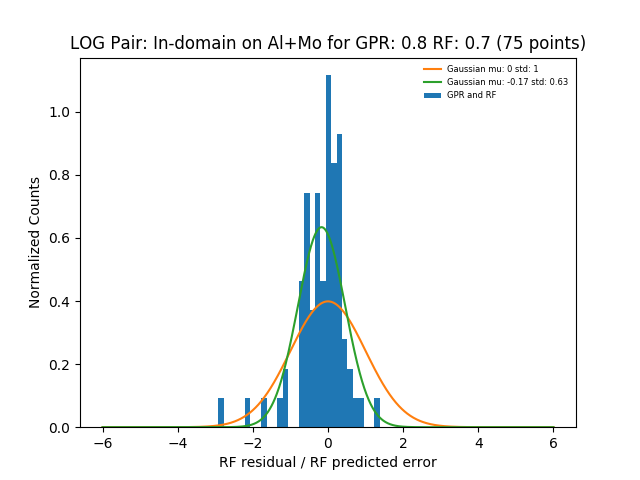 LOG Pair: In-domain on Al+Mo for GPR: 0.8 RF: 0.7 (75 points)
Gaussian mu: 0 std: 1
Gaussian mu: -0.17 std: 0.63
GPR and RF
Normalized Counts
1.0
0.8
0.6
0.4
0.2
0.0
−6 −4 −2 0 2 4 6
RF residual / RF predicted error